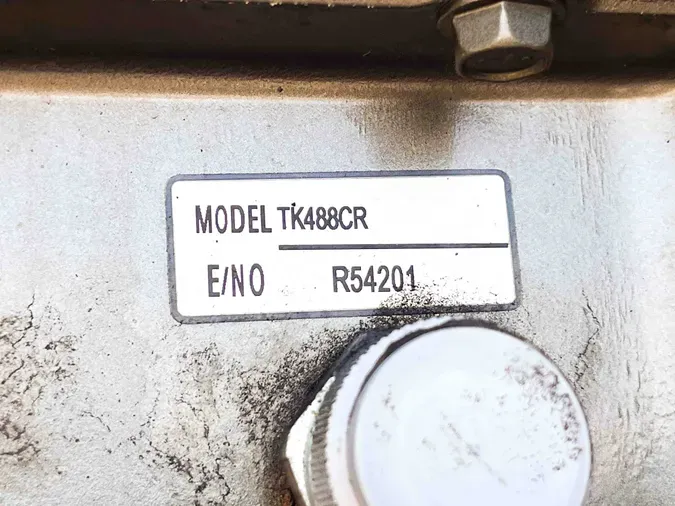 MODEL TK488CR
E/NO R54201